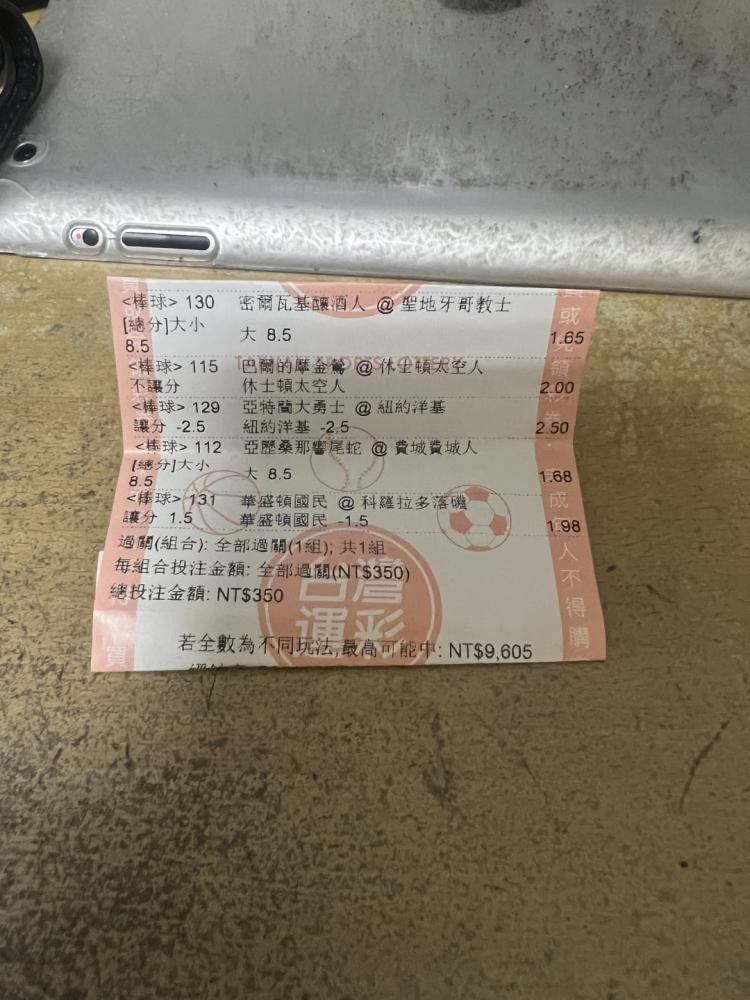 <棒球> 130 密爾瓦基釀酒人 @ 聖地牙哥教士
[總分]大小 大 8.5 1.65
8.5
TAIWAN SPORTS LOTTERY
<棒球> 115 巴爾的摩金鶯 @ 休士頓太空人
不讓分 休士頓太空人 2.00
<棒球> 129 亞特蘭大勇士 @ 紐約洋基
讓分 -2.5 紐約洋基 -2.5 2.50
<棒球> 112 亞歷桑那響尾蛇 @ 費城費城人
[總分]大小 大 8.5 1.68
8.5
<棒球> 131 華盛頓國民 @ 科羅拉多落磯
讓分 1.5 華盛頓國民 -1.5 1.98
過關(組合): 全部過關(1組); 共1組
每組合投注金額: 全部過關(NT$350)
總投注金額: NT$350
台灣
運彩
若全數為不同玩法,最高可能中: NT$9,605
或
領
券
成
人
不
得
購
買